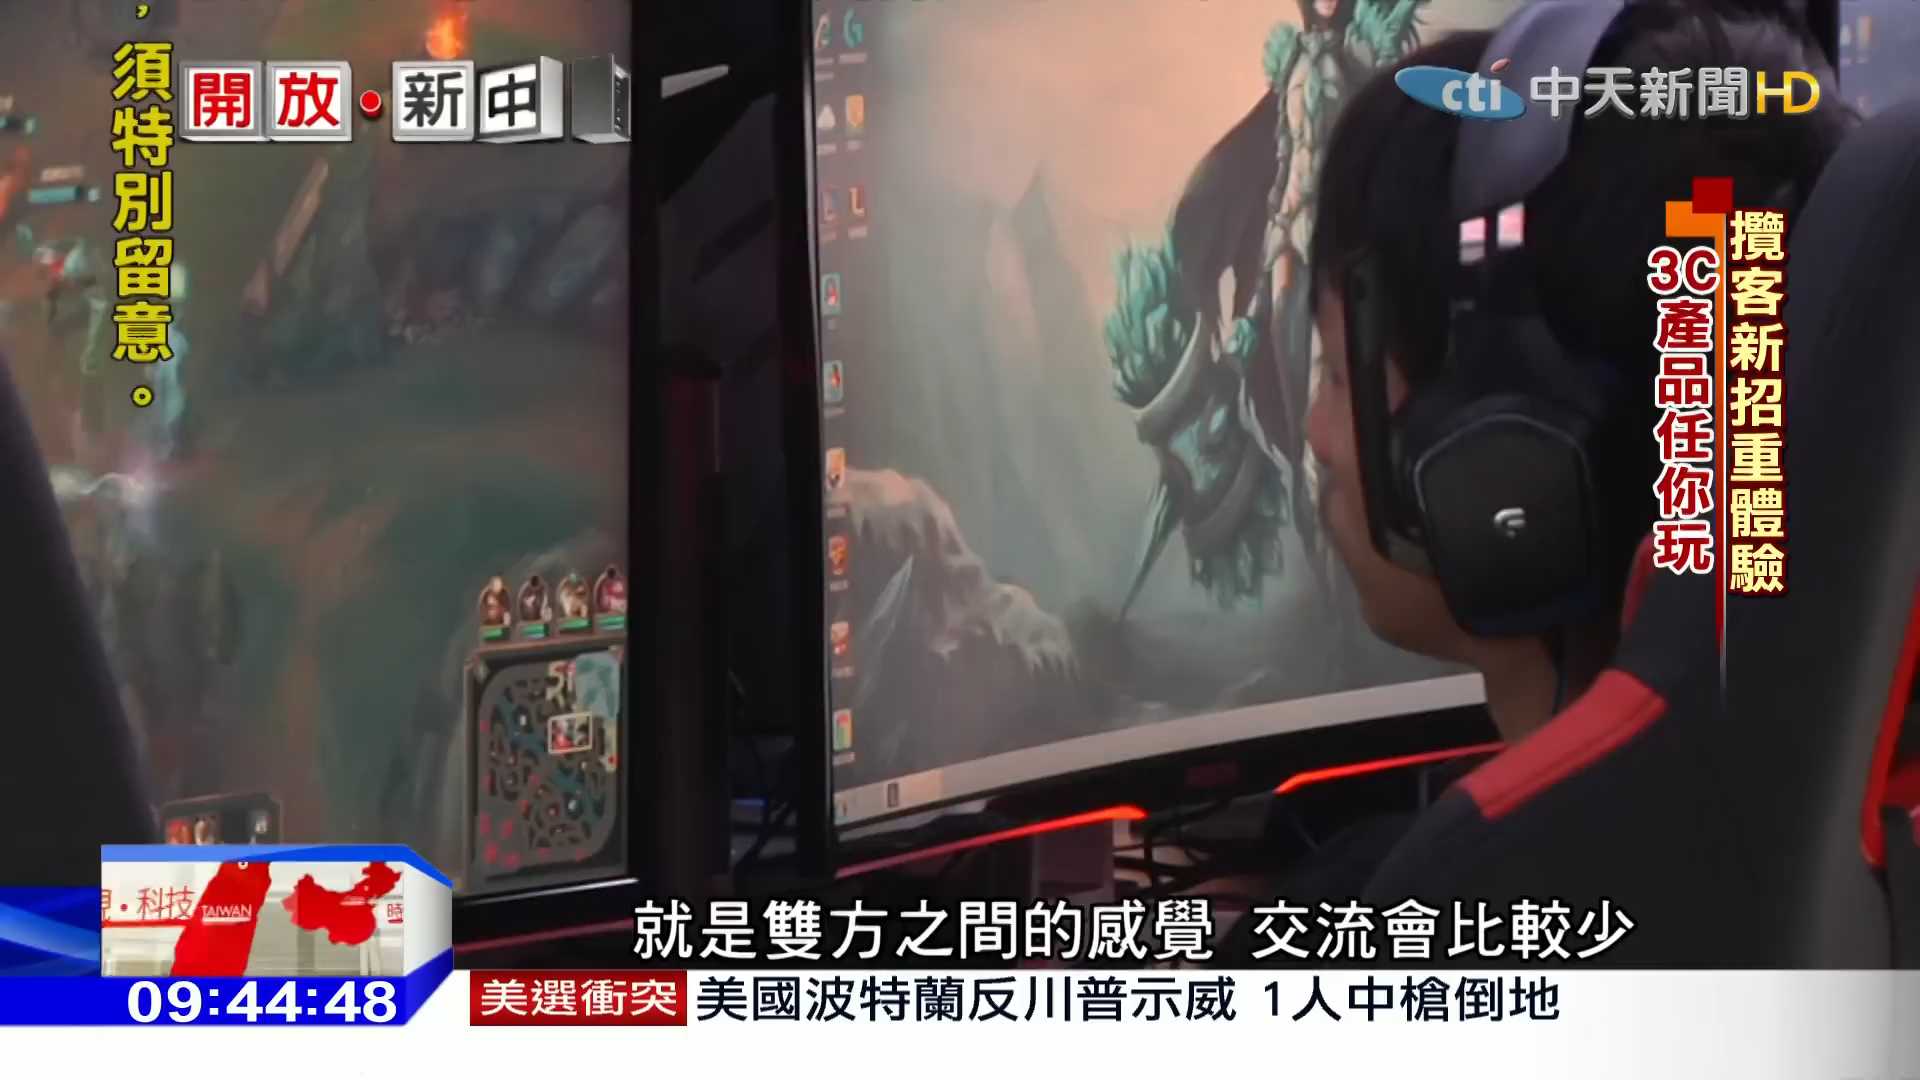 ，須特別留意。
開放·新中
cti 中天新聞HD
攬客新招重體驗
3C產品任你玩
·科技
TAIWAN
時
就是雙方之間的感覺 交流會比較少
09:44:48
美選衝突 美國波特蘭反川普示威 1人中槍倒地